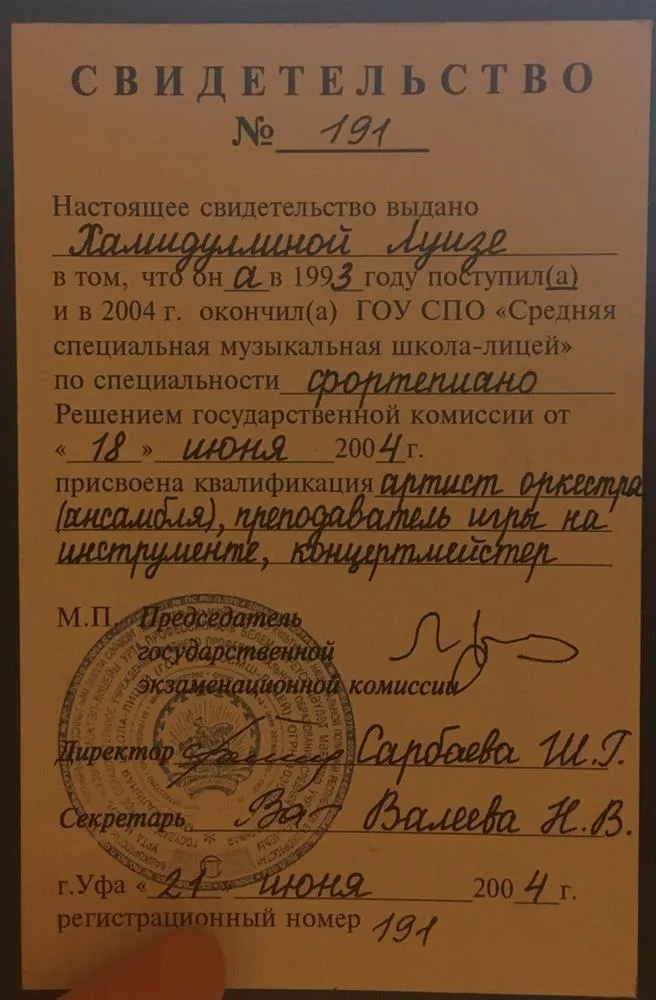 СВИДЕТЕЛЬСТВО
№ 191
Настоящее свидетельство выдано
Хамидуллиной Луизе
в том, что он а в 1993 году поступил(а)
и в 2004 г. окончил(а) ГОУ СПО «Средняя
специальная музыкальная школа-лицей»
по специальности фортепиано
Решением государственной комиссии от
« 18 » июня 2004 г.
присвоена квалификация артист оркестра
(ансамбля), преподаватель игры на
инструменте, концертмейстер
М.П. Председатель
государственной
экзаменационной комиссии
Директор Сарбаева Ш.Г.
Секретарь Ва Валеева Н.В.
г.Уфа « 21 » июня 2004 г.
регистрационный номер 191